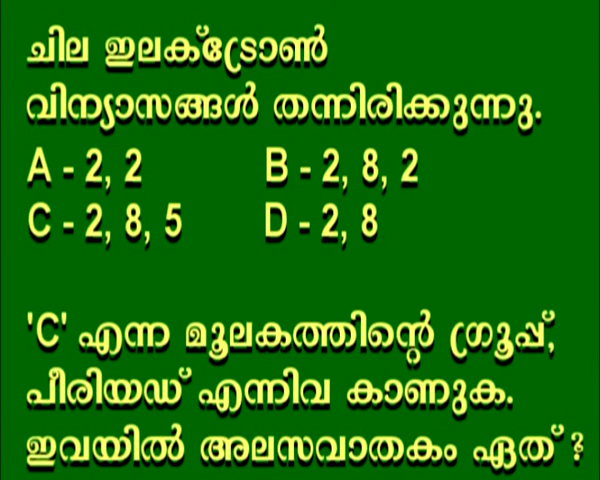 ചില ഇലക്ട്രോൺ
വിന്യാസങ്ങൾ തന്നിരിക്കുന്നു.
A - 2, 2 B - 2, 8, 2
C - 2, 8, 5 D - 2, 8
'C' എന്ന മൂലകത്തിന്റെ ഗ്രൂപ്പ്,
പീരിയഡ് എന്നിവ കാണുക.
ഇവയിൽ അലസവാതകം ഏത് ?